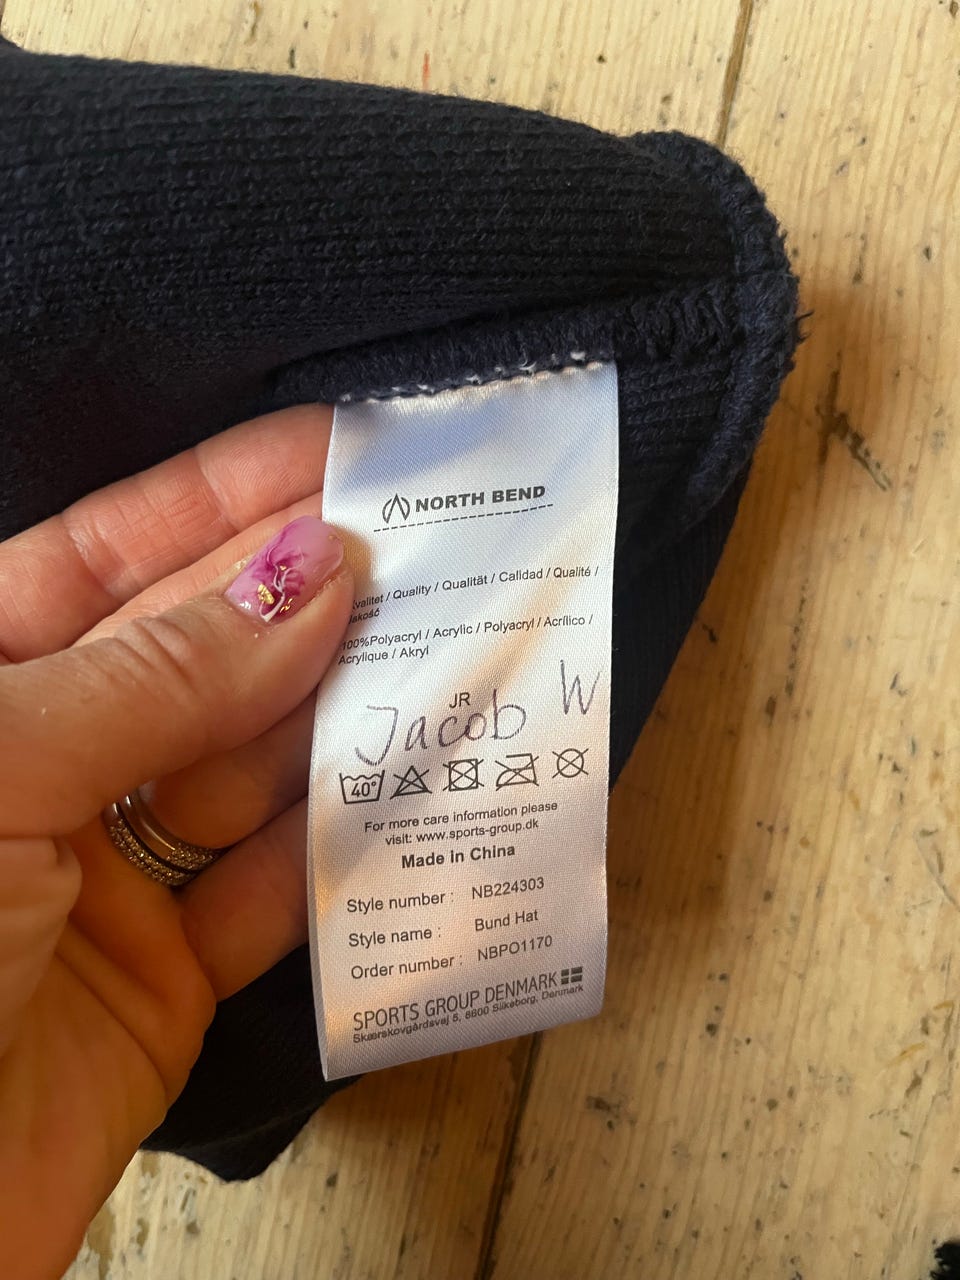 NORTH BEND
Kvalitet / Quality / Qualität / Calidad / Qualité /
Jakość
100%Polyacryl / Acrylic / Polyacryl / Acrílico /
Acrylique / Akryl
JR
Jacob W
40°
For more care information please
visit: www.sports-group.dk
Made in China
Style number : NB224303
Style name : Bund Hat
Order number : NBPO1170
SPORTS GROUP DENMARK
Skærskovgårdsvej 5, 8600 Silkeborg, Denmark